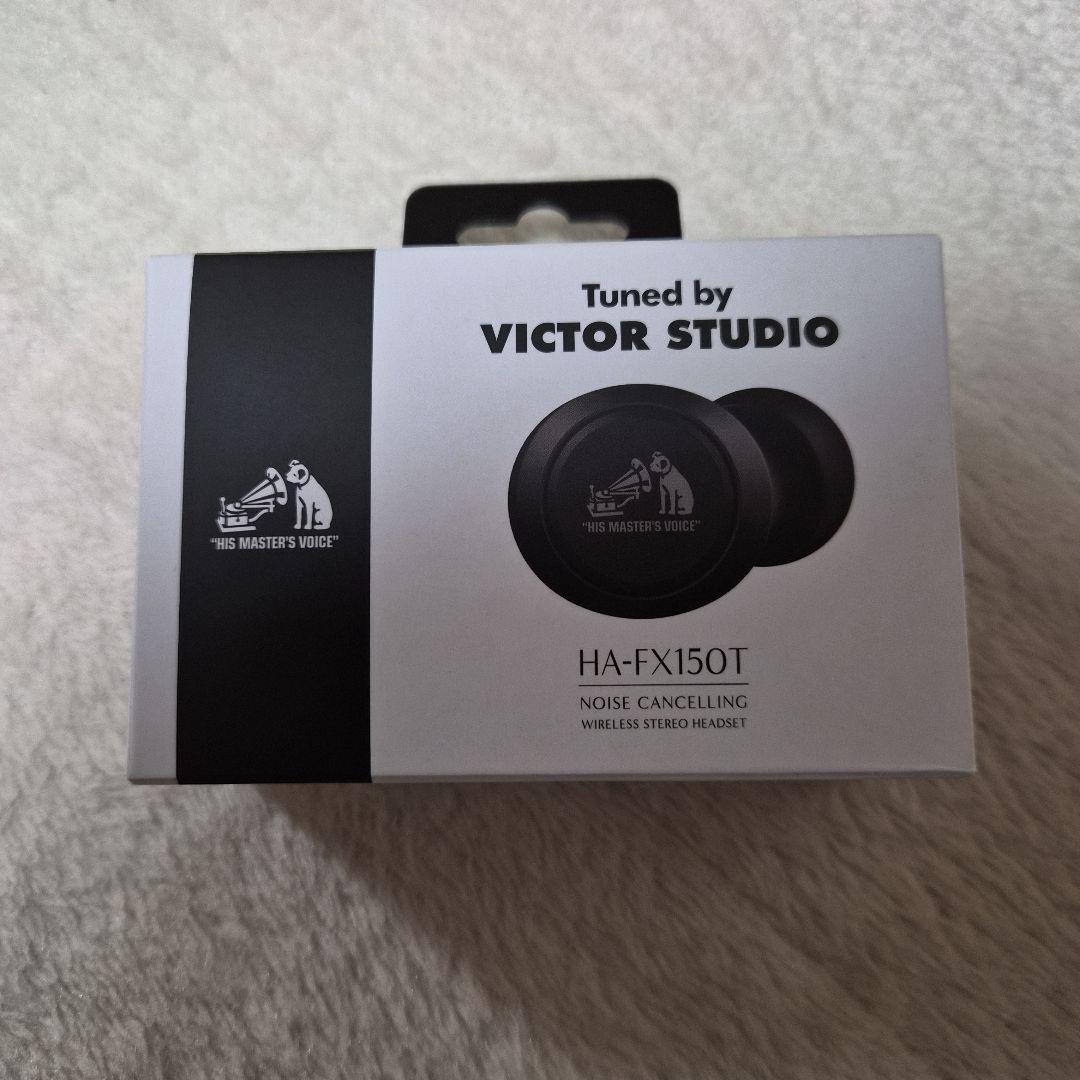 Tuned by
VICTOR STUDIO
"HIS MASTER'S VOICE"
"HIS MASTER'S VOICE"
HA-FX150T
NOISE CANCELLING
WIRELESS STEREO HEADSET